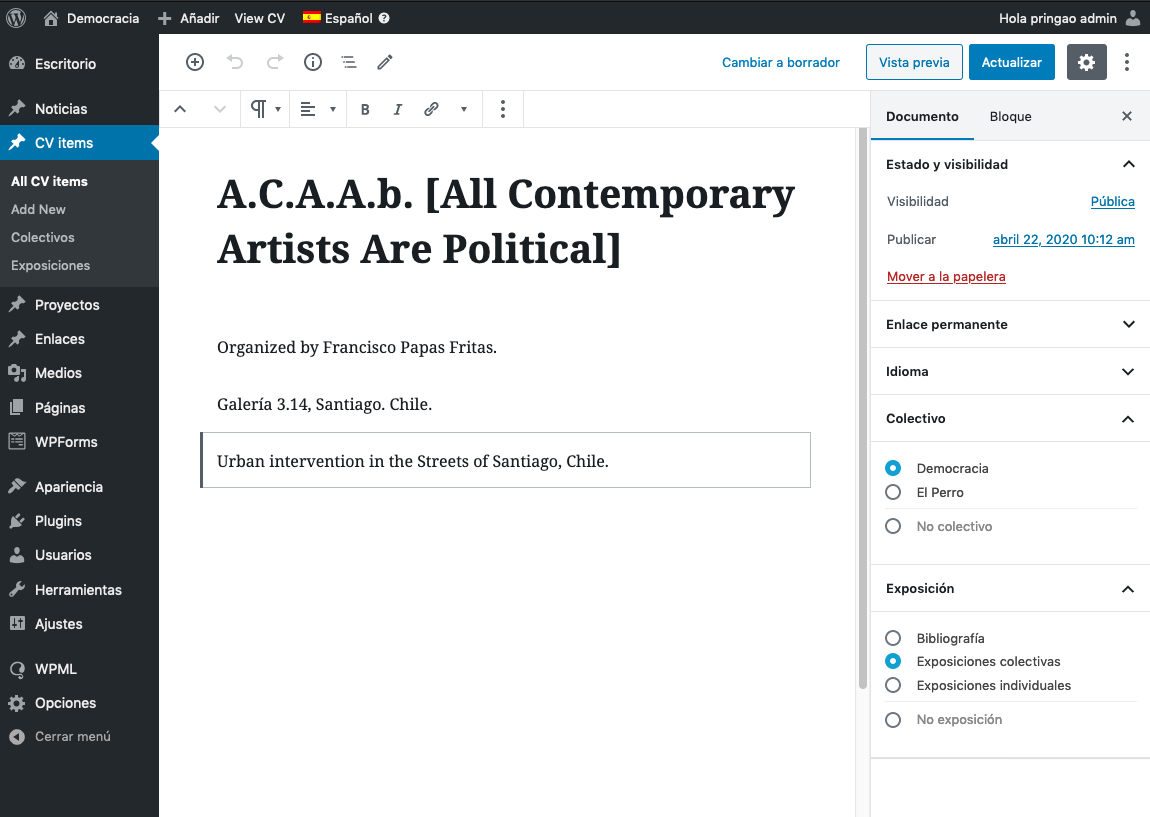 Democracia
Añadir
View CV
Español
Hola pringao admin
Escritorio
Noticias
CV items
All CV items
Add New
Colectivos
Exposiciones
Proyectos
Enlaces
Medios
Páginas
WPForms
Apariencia
Plugins
Usuarios
Herramientas
Ajustes
WPML
Opciones
Cerrar menú
Cambiar a borrador
Vista previa
Actualizar
B I
A.C.A.A.b. [All Contemporary
Artists Are Political]
Organized by Francisco Papas Fritas.
Galería 3.14, Santiago. Chile.
Urban intervention in the Streets of Santiago, Chile.
Documento Bloque
Estado y visibilidad
Visibilidad Pública
Publicar abril 22, 2020 10:12 am
Mover a la papelera
Enlace permanente
Idioma
Colectivo
Democracia
El Perro
No colectivo
Exposición
Bibliografía
Exposiciones colectivas
Exposiciones individuales
No exposición